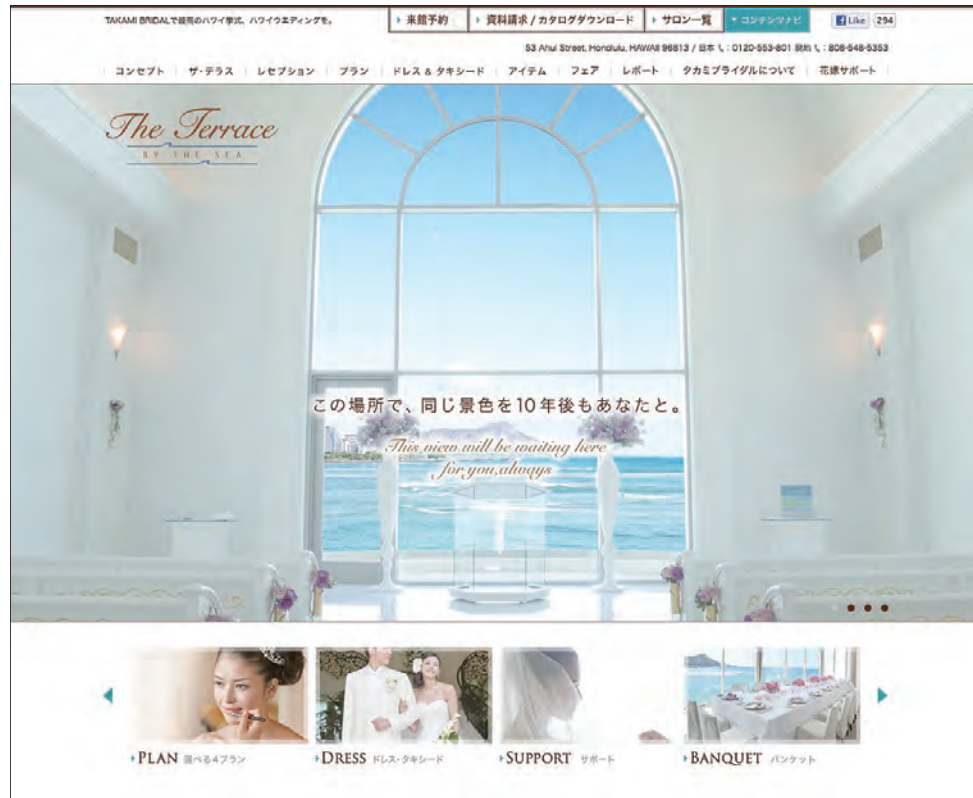 TAKAMI BRIDALで最高のハワイ挙式、ハワイウエディングを。
来館予約
資料請求 / カタログダウンロード
サロン一覧
コンテンツナビ
Like 294
53 Ahui Street, Honolulu, HAWAII 96813 / 日本 : 0120-553-801 現地 : 808-548-5353
コンセプト
ザ・テラス
レセプション
プラン
ドレス & タキシード
アイテム
フェア
レポート
タカミブライダルについて
花嫁サポート
The Terrace
BY THE SEA
この場所で、同じ景色を10年後もあなたと。
This view will be waiting here
for you,always
PLAN 選べる4プラン
DRESS ドレス・タキシード
SUPPORT サポート
BANQUET バンケット